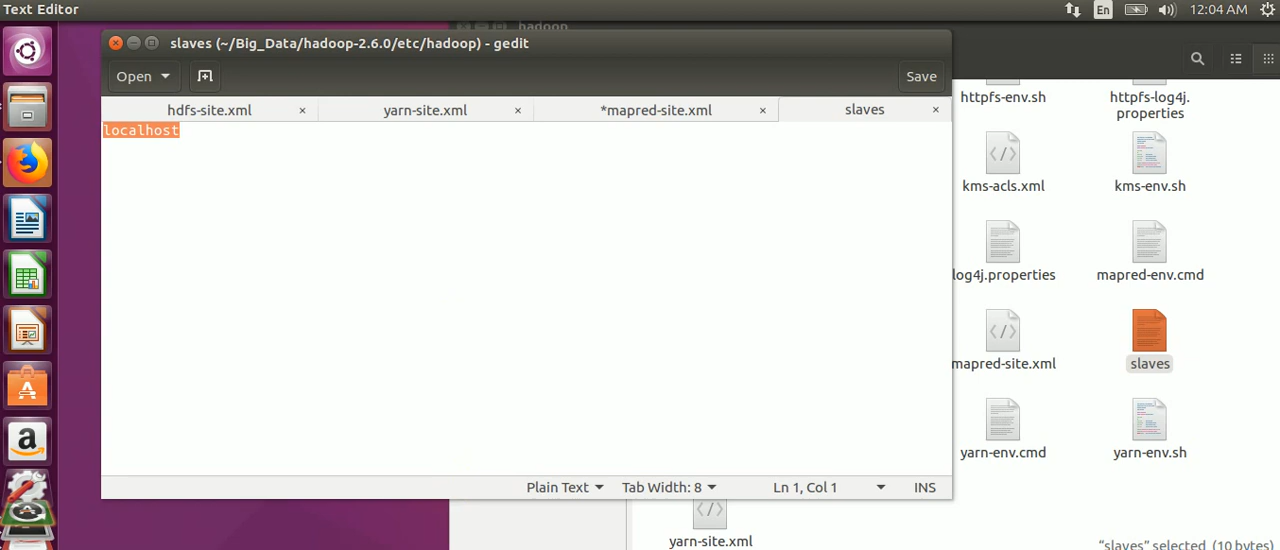 Text Editor
En
12:04 AM
hadoop
slaves (~/Big_Data/hadoop-2.6.0/etc/hadoop) - gedit
Open
Save
hdfs-site.xml
yarn-site.xml
*mapred-site.xml
slaves
localhost
httpfs-env.sh
httpfs-log4j.
properties
kms-acls.xml
kms-env.sh
log4j.properties
mapred-env.cmd
mapred-site.xml
slaves
yarn-env.cmd
yarn-env.sh
Plain Text
Tab Width: 8
Ln 1, Col 1
INS
yarn-site.xml
“slaves” selected (10 bytes)